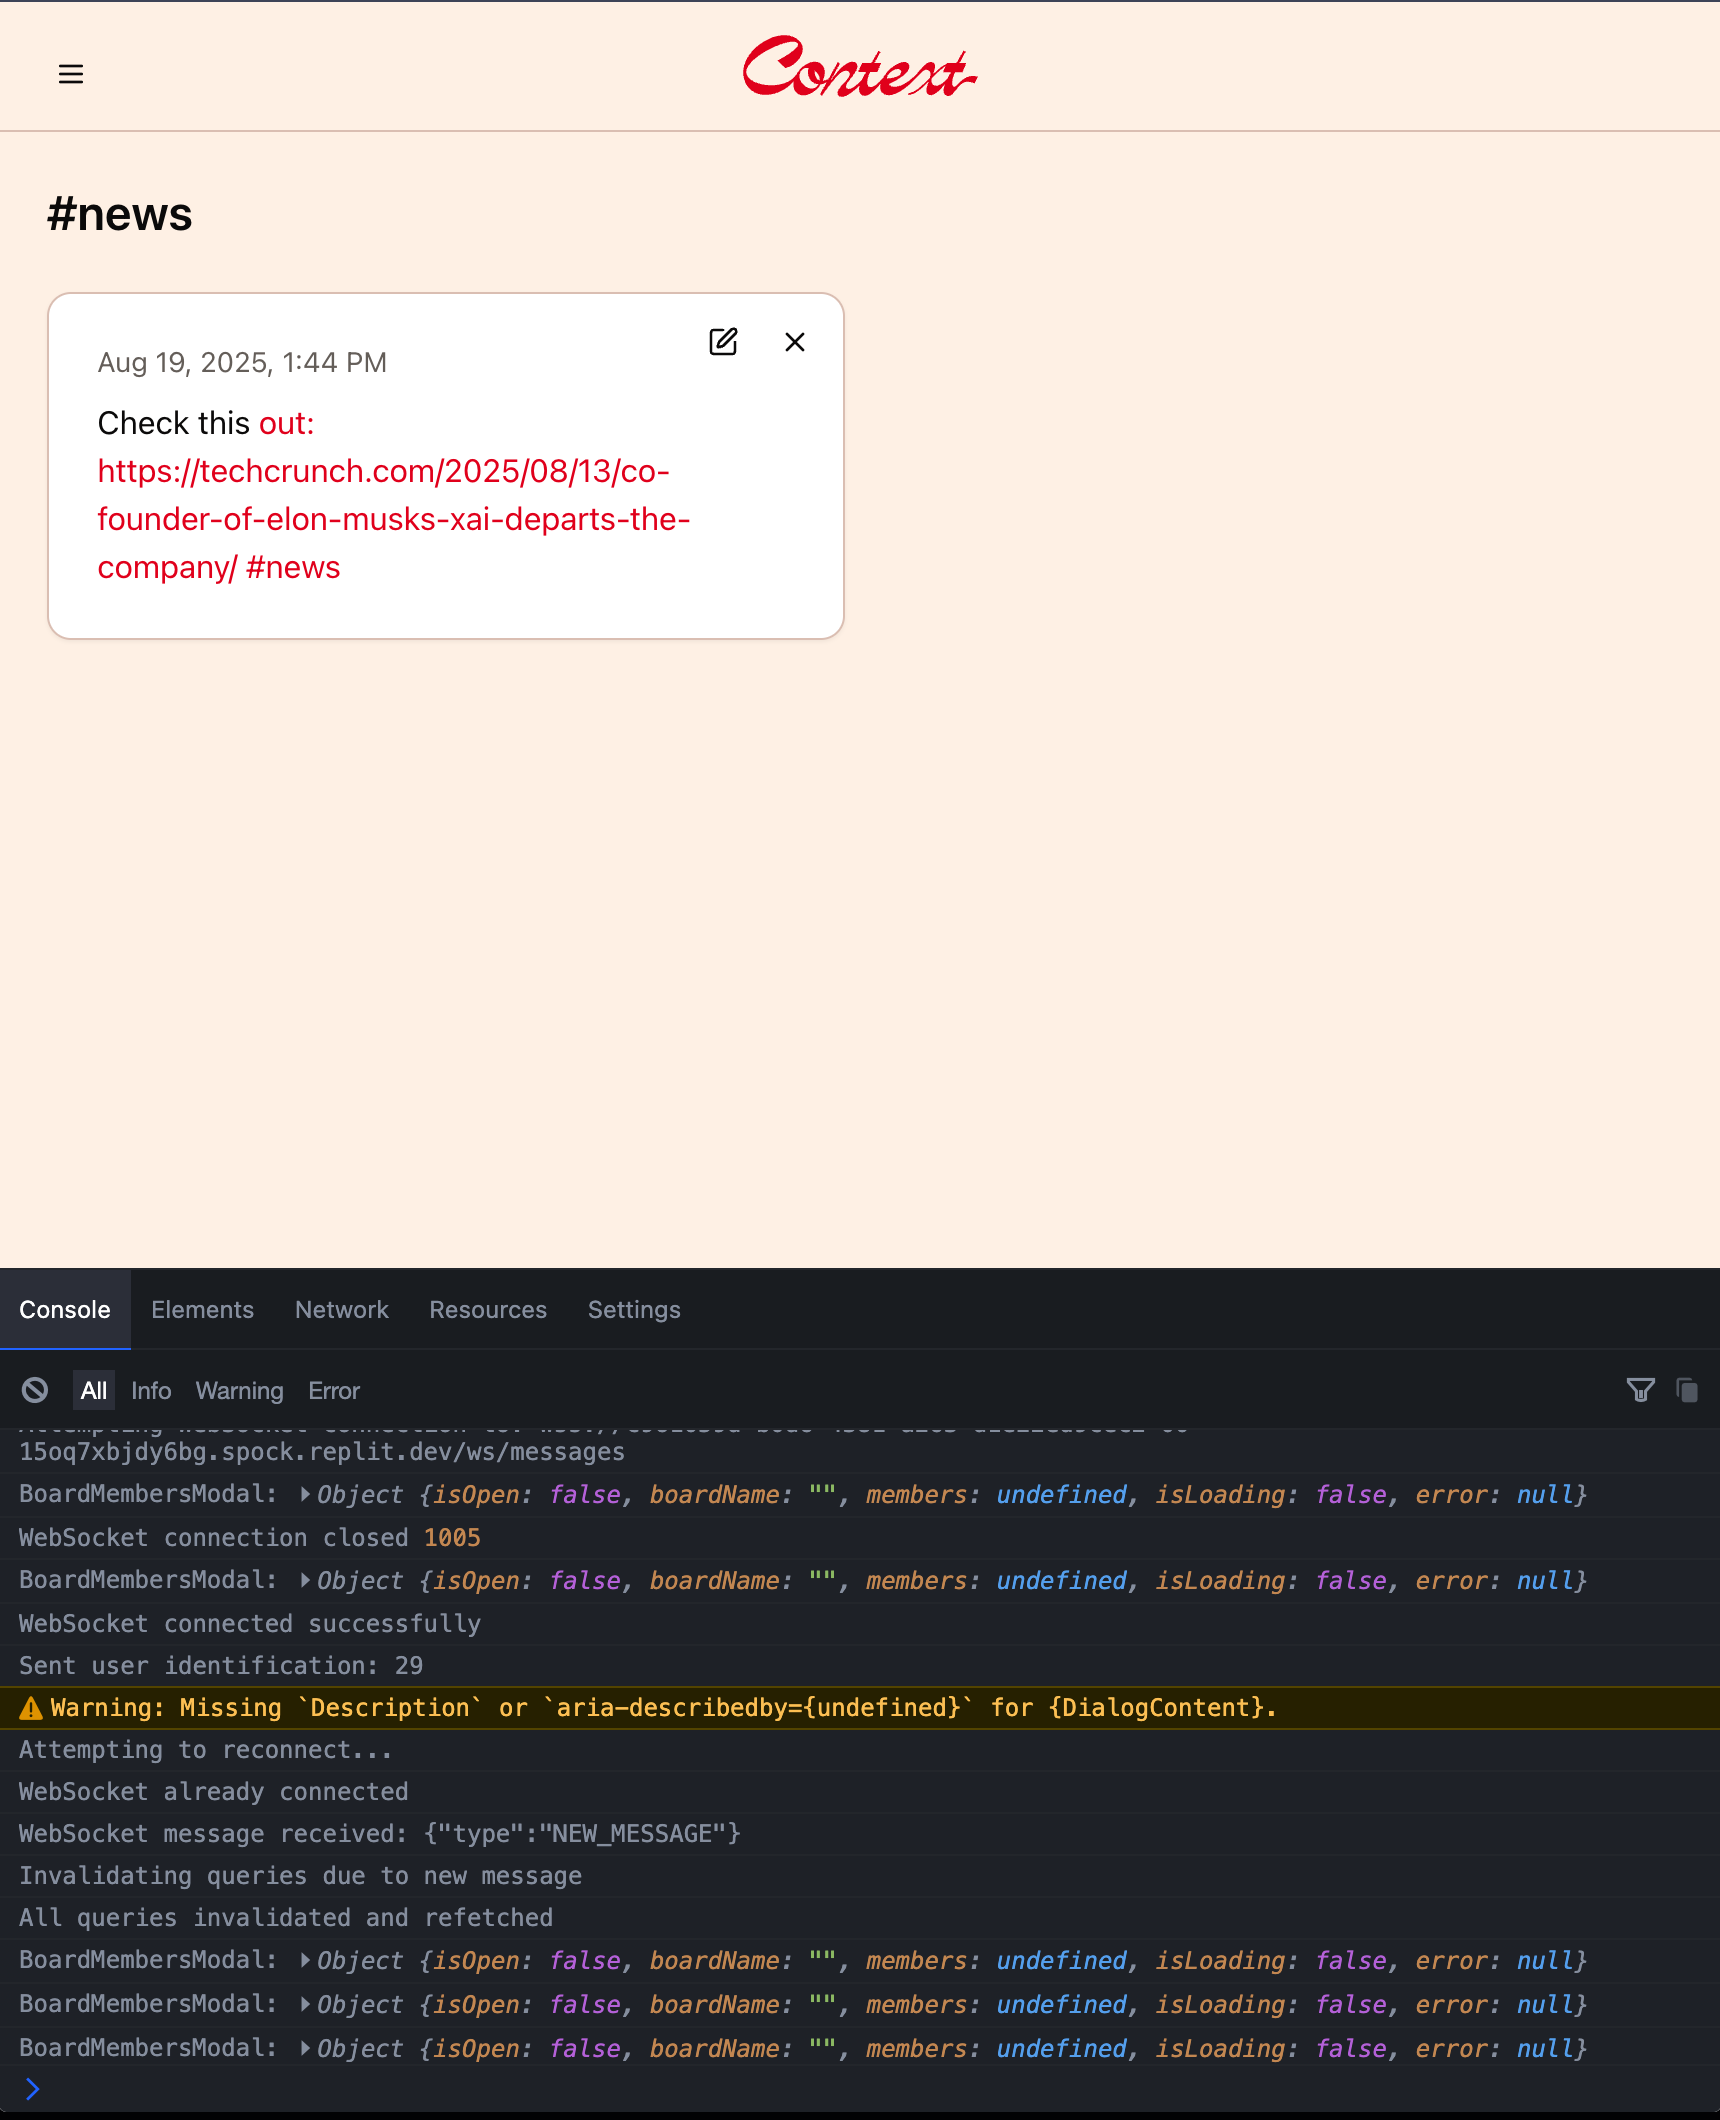 Context
#news
Aug 19, 2025, 1:44 PM
Check this out:
https://techcrunch.com/2025/08/13/co-
founder-of-elon-musks-xai-departs-the-
company/ #news
Console Elements Network Resources Settings
All Info Warning Error
15oq7xbjdy6bg.spock.replit.dev/ws/messages
BoardMembersModal: Object {isOpen: false, boardName: "", members: undefined, isLoading: false, error: null}
WebSocket connection closed 1005
BoardMembersModal: Object {isOpen: false, boardName: "", members: undefined, isLoading: false, error: null}
WebSocket connected successfully
Sent user identification: 29
Warning: Missing `Description` or `aria-describedby={undefined}` for {DialogContent}.
Attempting to reconnect...
WebSocket already connected
WebSocket message received: {"type":"NEW_MESSAGE"}
Invalidating queries due to new message
All queries invalidated and refetched
BoardMembersModal: Object {isOpen: false, boardName: "", members: undefined, isLoading: false, error: null}
BoardMembersModal: Object {isOpen: false, boardName: "", members: undefined, isLoading: false, error: null}
BoardMembersModal: Object {isOpen: false, boardName: "", members: undefined, isLoading: false, error: null}